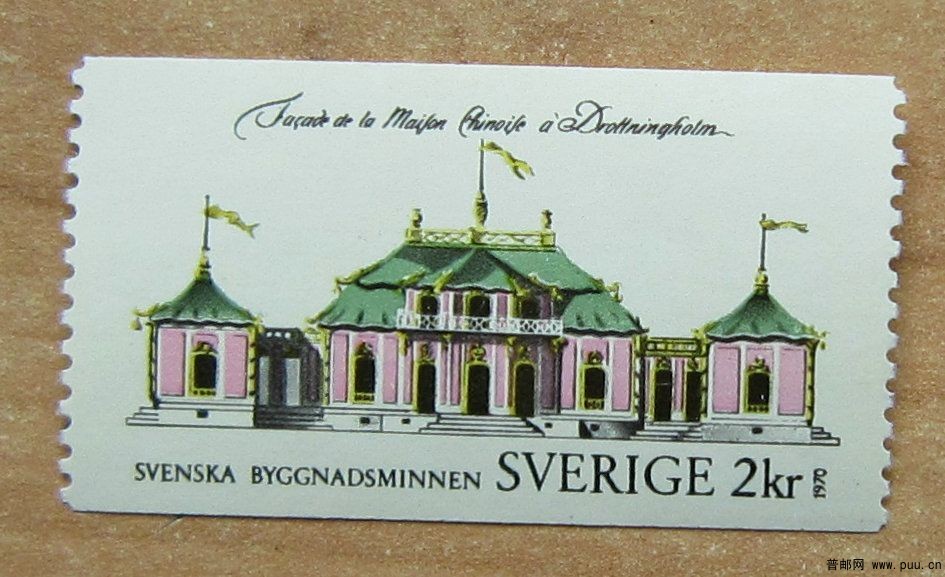 Façade de la Maison Chinoise à Drottningholm
SVENSKA BYGGNADSMINNEN SVERIGE 2kr 1970
普邮网 www.puu.cn